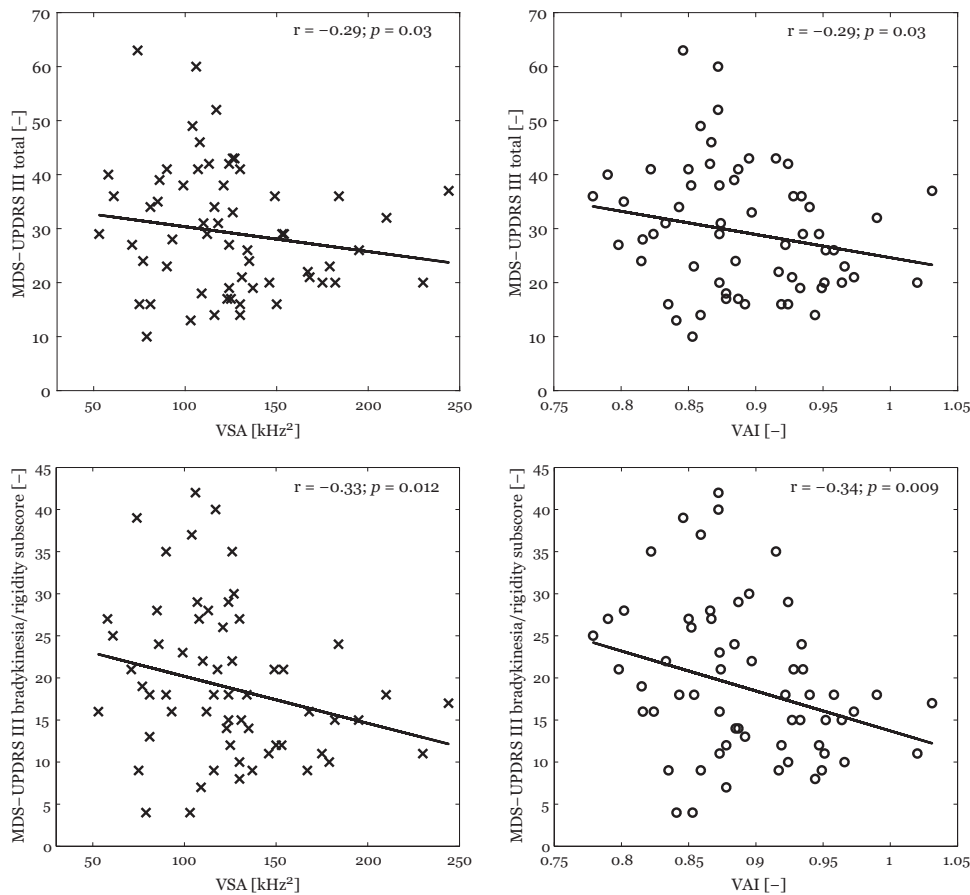 r = −0.29; p = 0.03
MDS−UPDRS III total [−]
70
60
50
40
30
20
10
0
50 100 150 200 250
VSA [kHz²]
r = −0.29; p = 0.03
MDS−UPDRS III total [−]
70
60
50
40
30
20
10
0
0.75 0.8 0.85 0.9 0.95 1 1.05
VAI [−]
r = −0.33; p = 0.012
MDS−UPDRS III bradykinesia/rigidity subscore [−]
45
40
35
30
25
20
15
10
5
0
50 100 150 200 250
VSA [kHz²]
r = −0.34; p = 0.009
MDS−UPDRS III bradykinesia/rigidity subscore [−]
45
40
35
30
25
20
15
10
5
0
0.75 0.8 0.85 0.9 0.95 1 1.05
VAI [−]